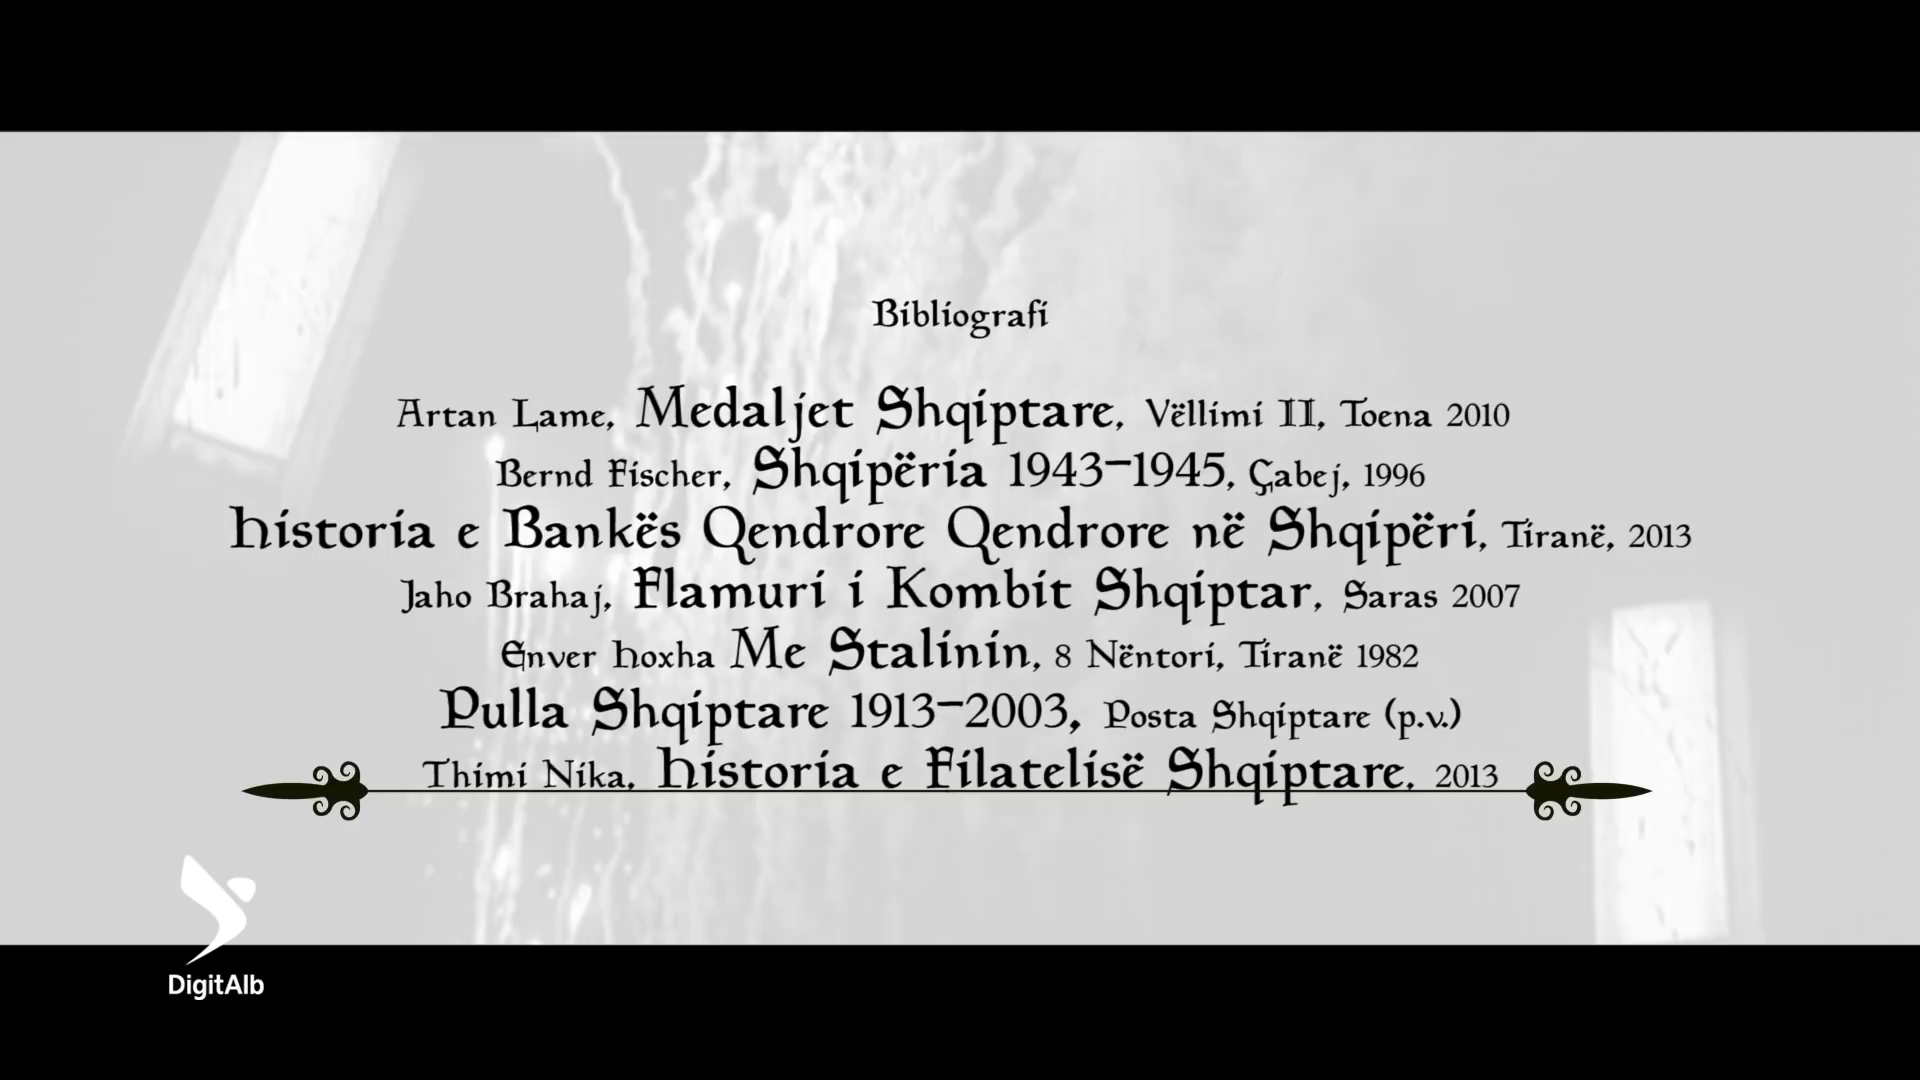 Bibliografi
Artan Lame, Medaljet Shqiptare, Vëllimi II, Toena 2010
Bernd Fischer, Shqipëria 1943-1945, Çabej, 1996
Historia e Bankës Qendrore Qendrore në Shqipëri, Tiranë, 2013
Jaho Brahaj, Flamuri i Kombit Shqiptar, Saras 2007
Enver Hoxha Me Stalinin, 8 Nëntori, Tiranë 1982
Pulla Shqiptare 1913-2003, Posta Shqiptare (p.v.)
Thimi Nika, Historia e Filatelisë Shqiptare, 2013
DigitAlb